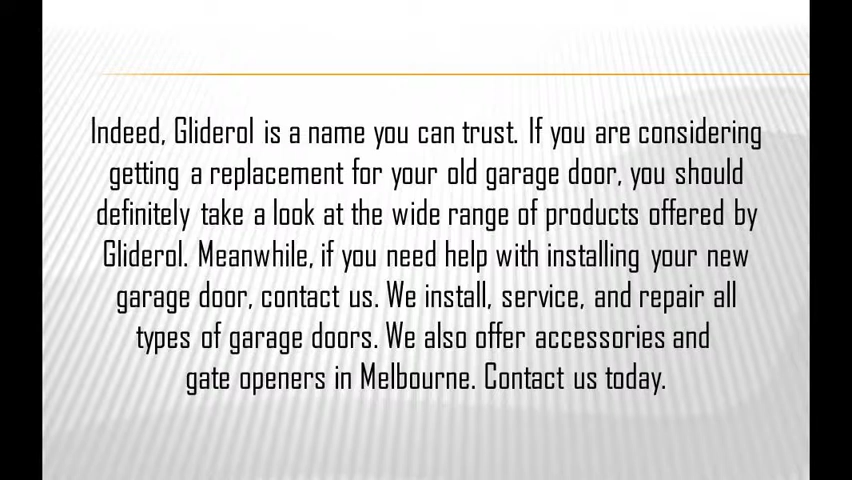 Indeed, Gliderol is a name you can trust. If you are considering
getting a replacement for your old garage door, you should
definitely take a look at the wide range of products offered by
Gliderol. Meanwhile, if you need help with installing your new
garage door, contact us. We install, service, and repair all
types of garage doors. We also offer accessories and
gate openers in Melbourne. Contact us today.